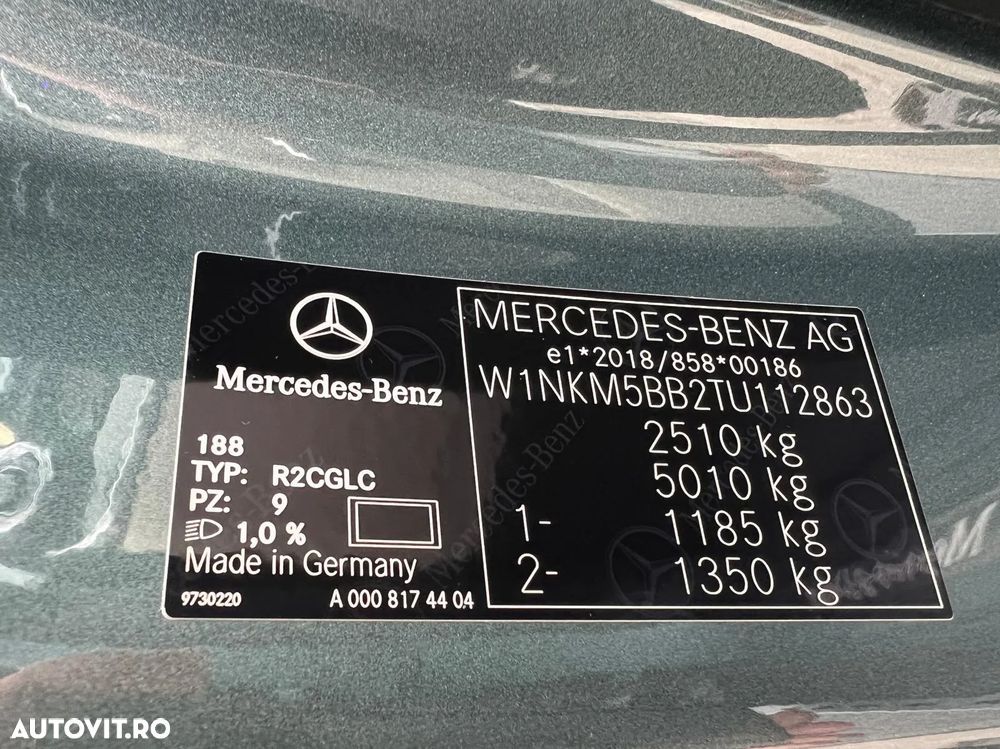 Mercedes-Benz
188
TYP: R2CGLC
PZ: 9
1,0 %
Made in Germany
9730220 A 000 817 44 04
MERCEDES-BENZ AG
e1*2018/858*00186
W1NKM5BB2TU112863
2510 kg
5010 kg
1- 1185 kg
2- 1350 kg
AUTOVIT.RO